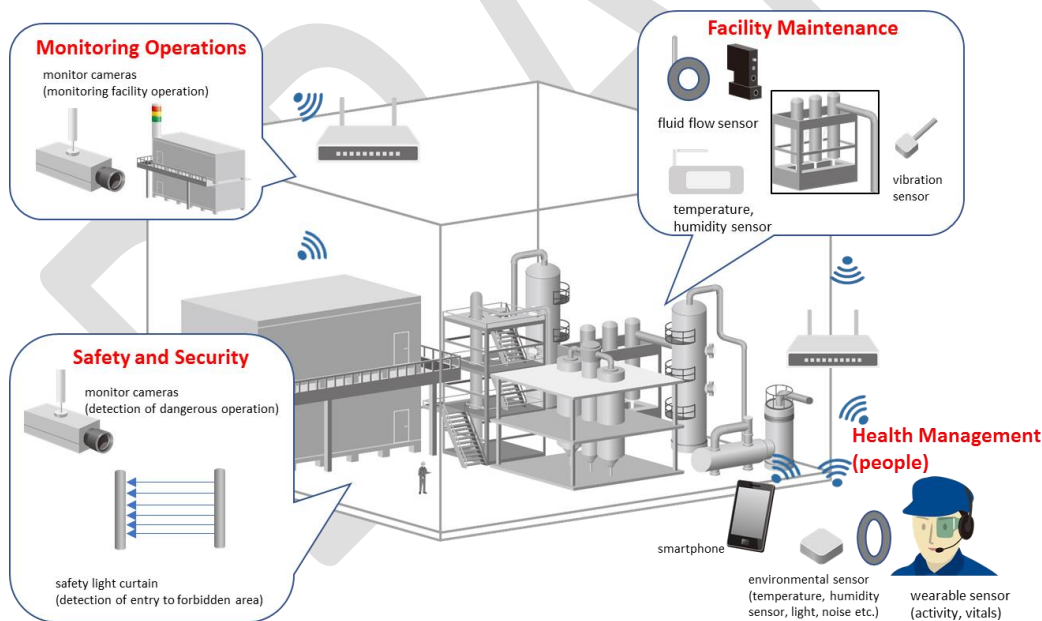 Monitoring Operations
monitor cameras
(monitoring facility operation)
Facility Maintenance
fluid flow sensor
temperature,
humidity sensor
vibration
sensor
Safety and Security
monitor cameras
(detection of dangerous operation)
safety light curtain
(detection of entry to forbidden area)
Health Management
(people)
smartphone
environmental sensor
(temperature, humidity
sensor, light, noise etc.)
wearable sensor
(activity, vitals)